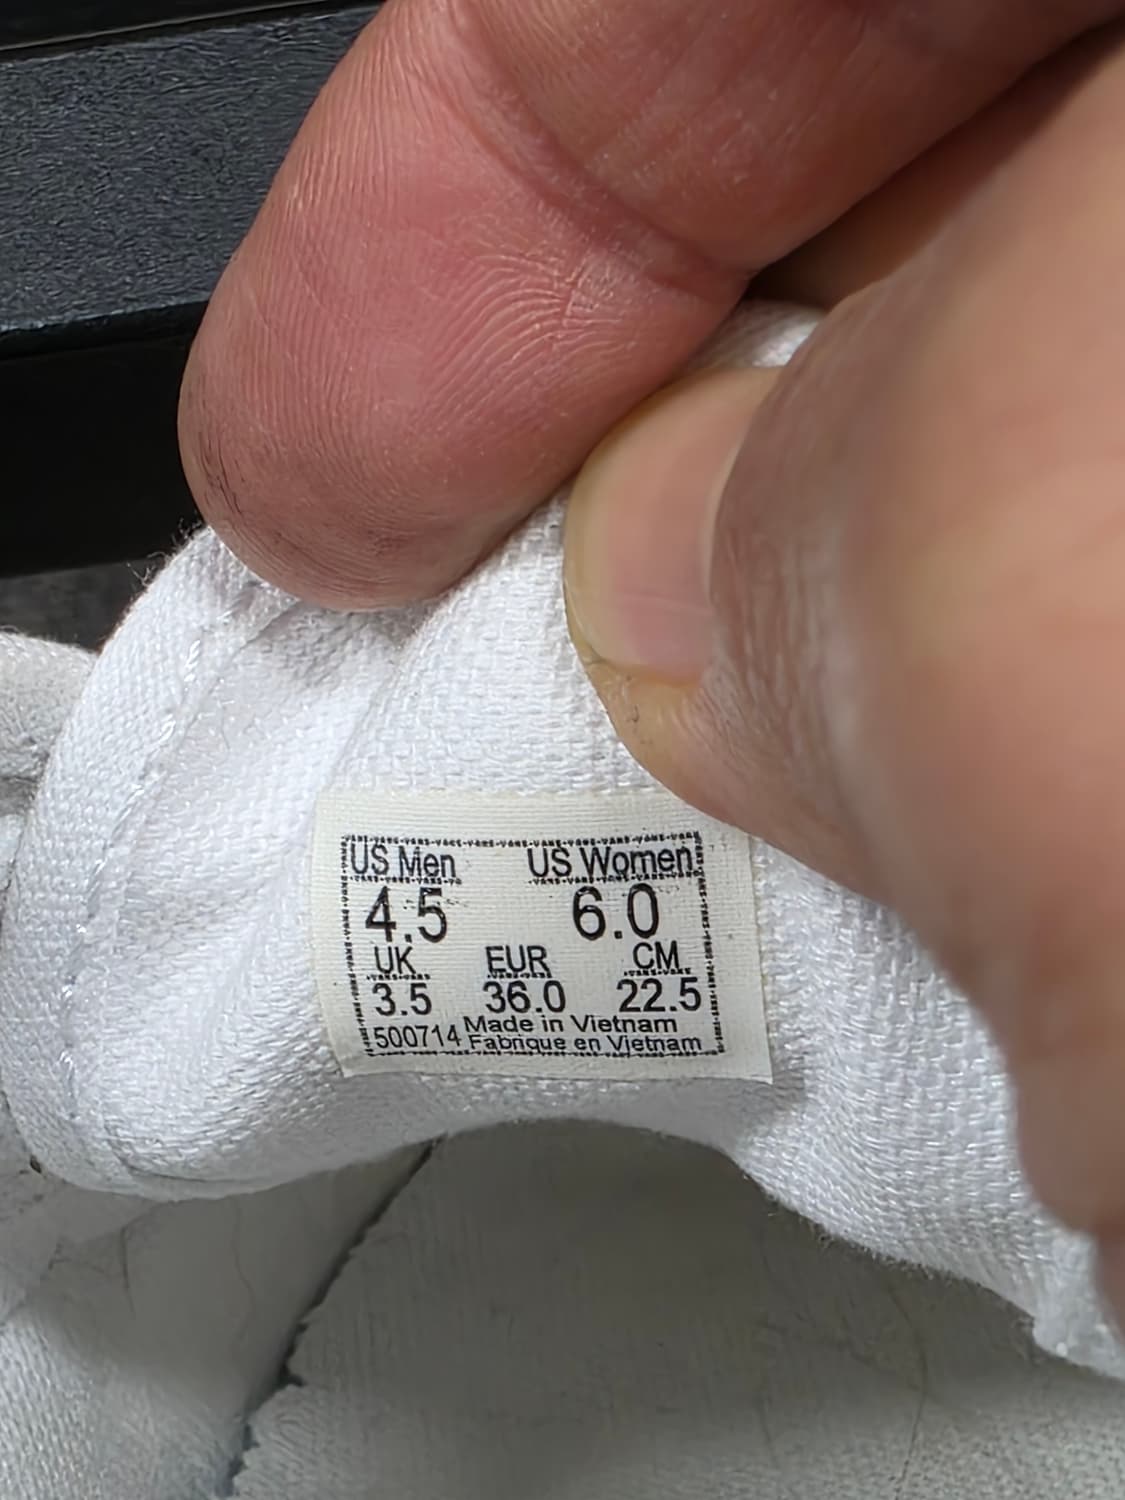 US Men US Women
4.5 6.0
UK EUR CM
3.5 36.0 22.5
500714 Made in Vietnam
Fabrique en Vietnam